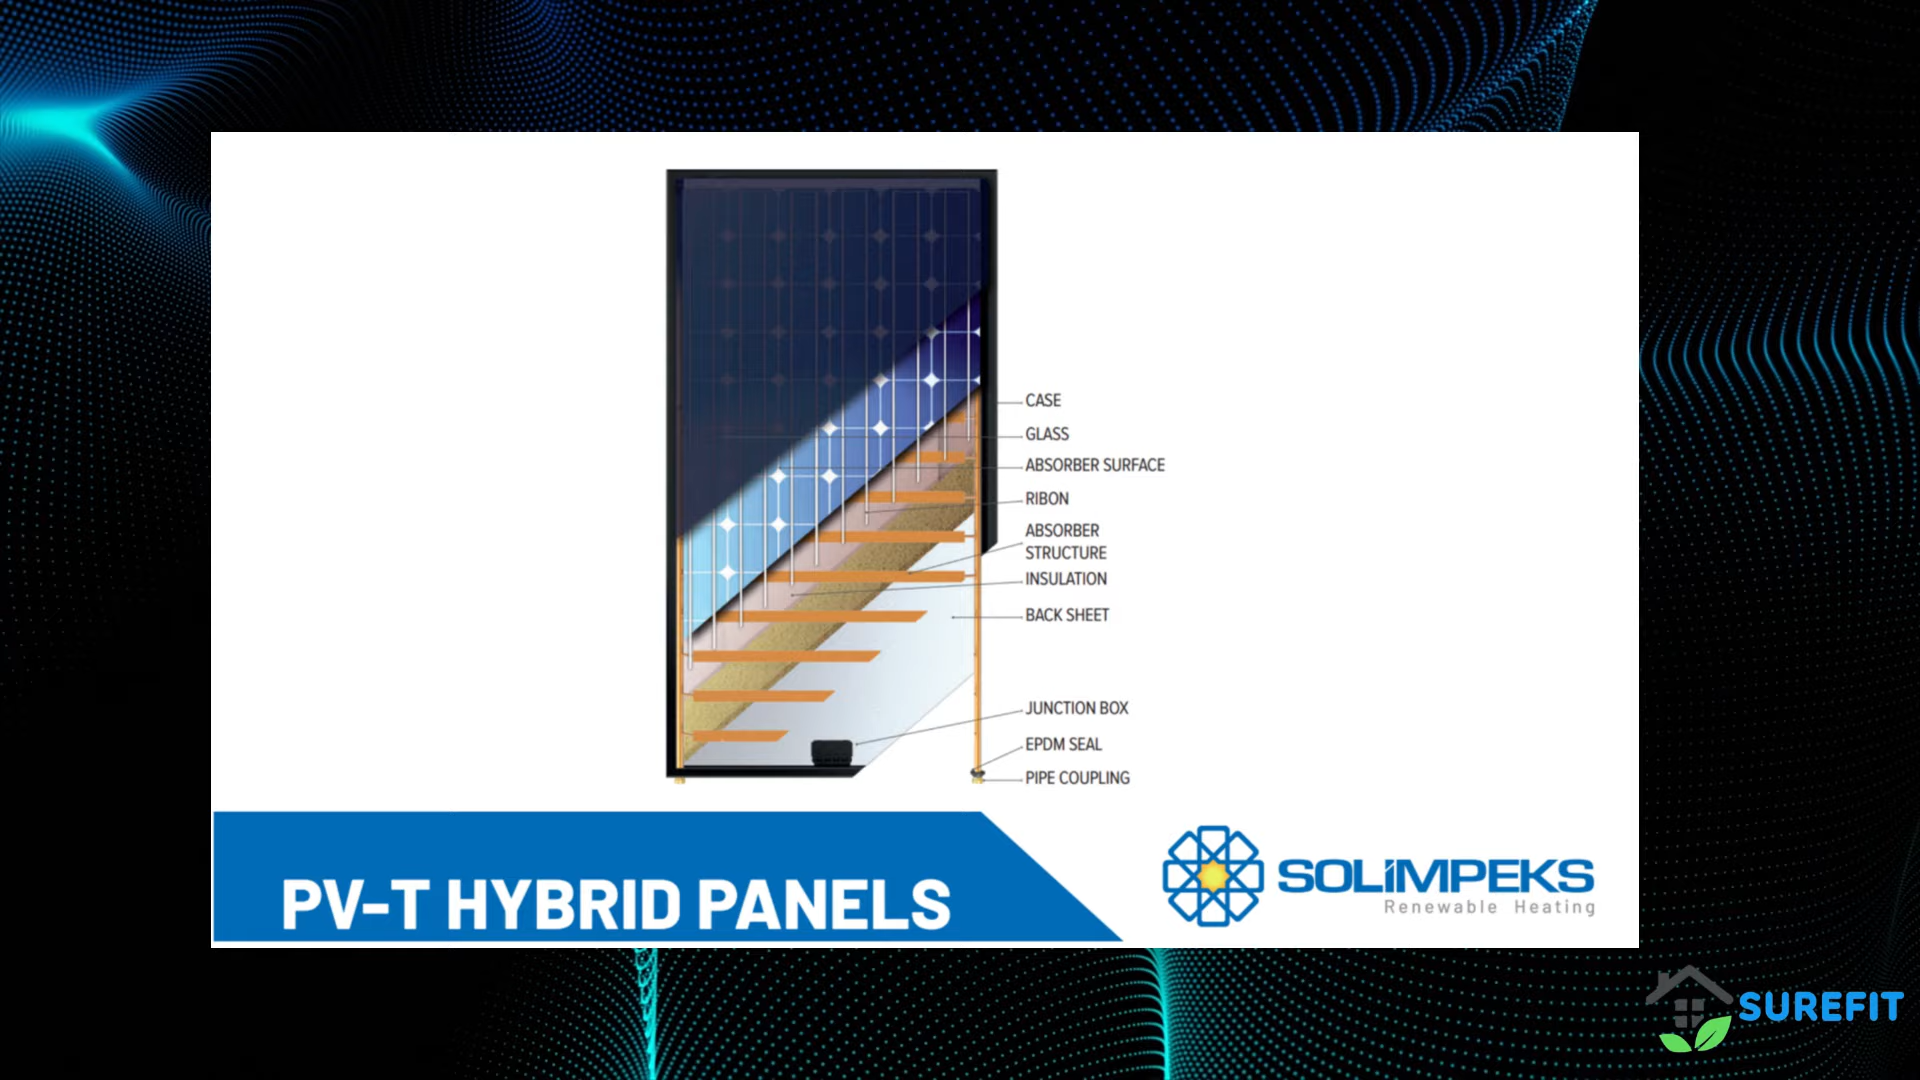 CASE
GLASS
ABSORBER SURFACE
RIBON
ABSORBER
STRUCTURE
INSULATION
BACK SHEET
JUNCTION BOX
EPDM SEAL
PIPE COUPLING
PV-T HYBRID PANELS
SOLiMPEKS
Renewable Heating
SUREFIT